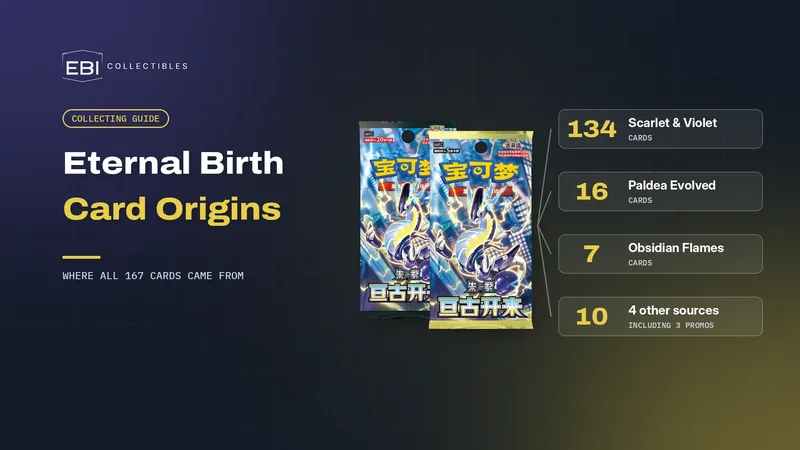 EBI COLLECTIBLES
COLLECTING GUIDE
Eternal Birth
Card Origins
WHERE ALL 167 CARDS CAME FROM
宝可梦
宝可梦
朱
朱 紫
亘古开来
亘古开来
134
Scarlet & Violet
CARDS
16
Paldea Evolved
CARDS
7
Obsidian Flames
CARDS
10
4 other sources
INCLUDING 3 PROMOS